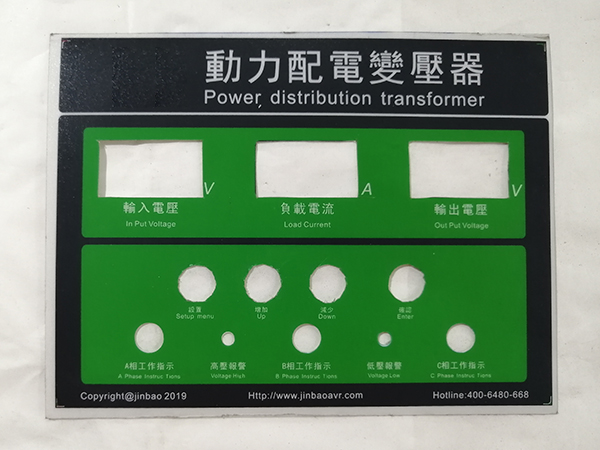 動力配電變壓器
Power distribution transformer
V
A
V
輸入電壓
負載電流
輸出電壓
In Put Voltage
Load Current
Out Put Voltage
設置
增加
減少
確認
Setup menu
Up
Down
Enter
A相工作指示
高壓報警
B相工作指示
低壓報警
C相工作指示
A Phase Instruc Tions
Voltage High
B Phase Instruc Tions
Voltage Low
C Phase Instruc Tions
Copyright@jinbao 2019
Http://www.jinbaoavr.com
Hotline:400-6480-668